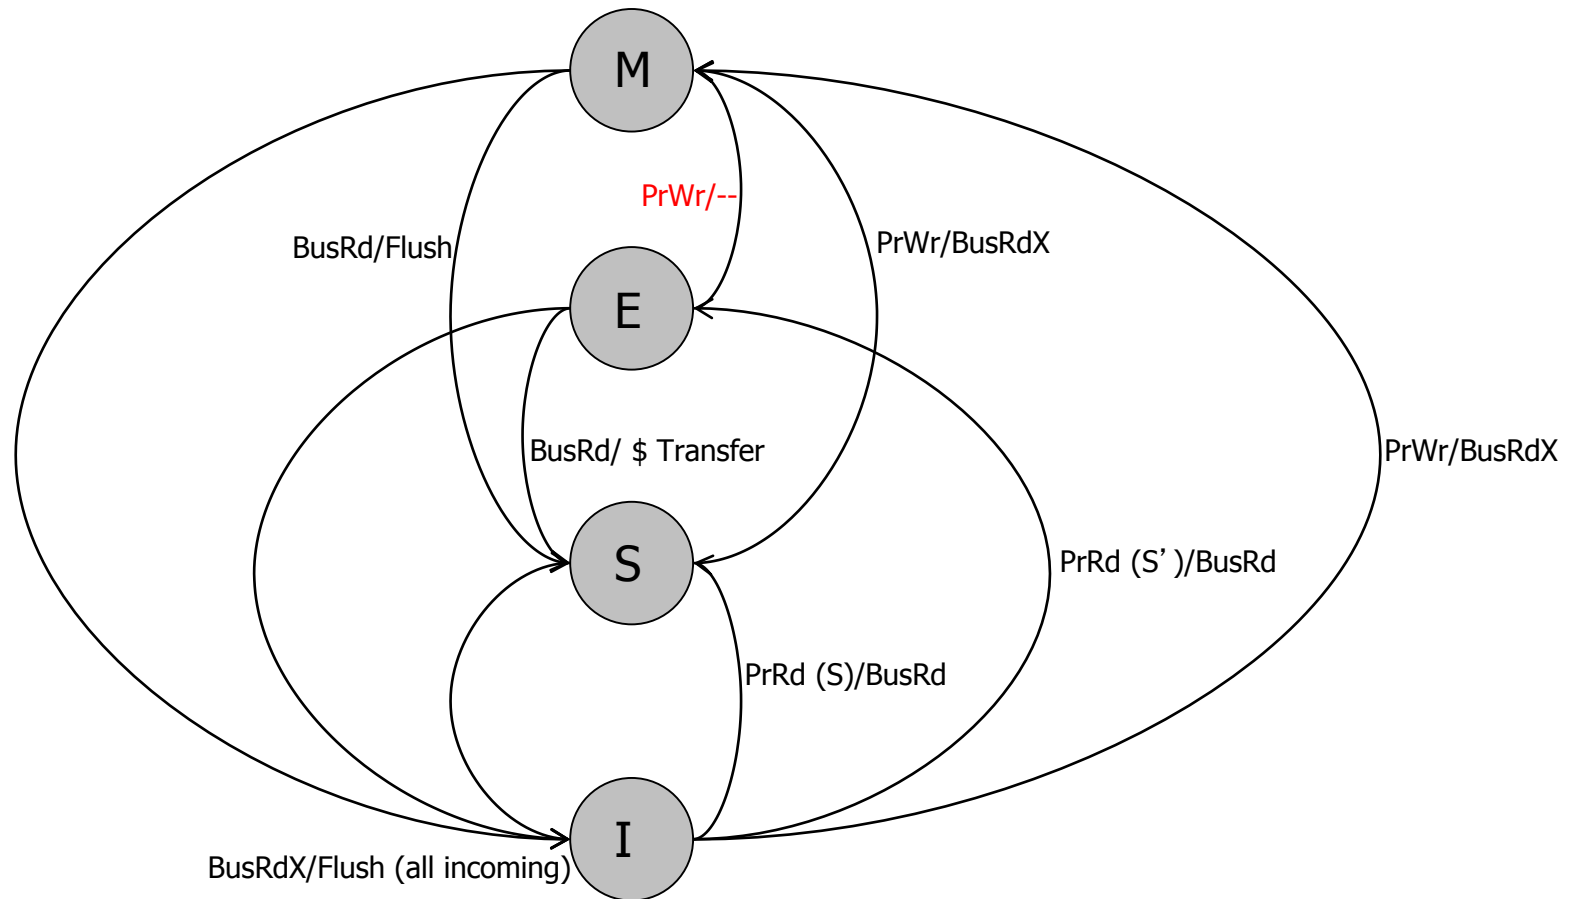 M
PrWr/--
BusRd/Flush
PrWr/BusRdX
E
BusRd/ $ Transfer
PrWr/BusRdX
S
PrRd (S’ )/BusRd
PrRd (S)/BusRd
I
BusRdX/Flush (all incoming)